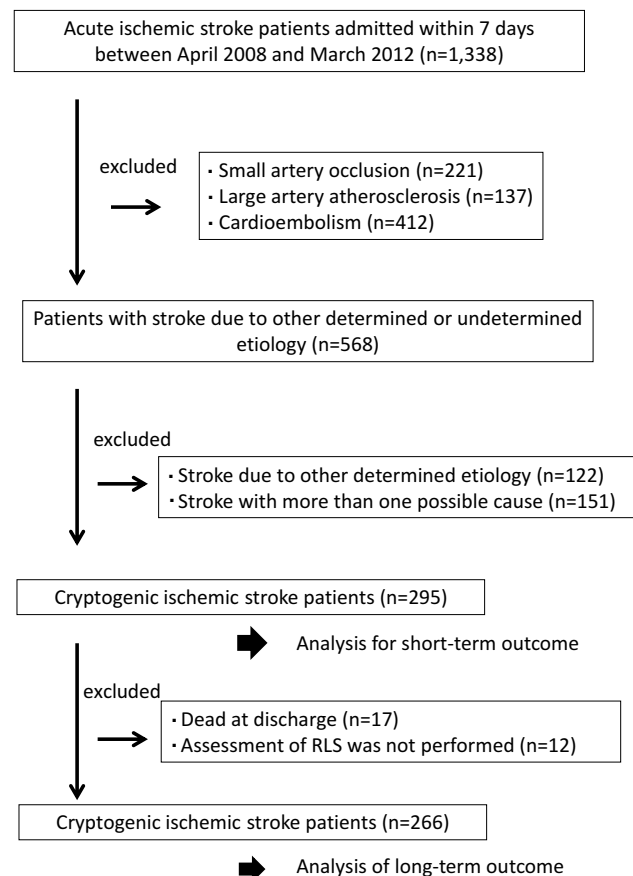 Acute ischemic stroke patients admitted within 7 days
between April 2008 and March 2012 (n=1,338)
excluded
・Small artery occlusion (n=221)
・Large artery atherosclerosis (n=137)
・Cardioembolism (n=412)
Patients with stroke due to other determined or undetermined
etiology (n=568)
excluded
・Stroke due to other determined etiology (n=122)
・Stroke with more than one possible cause (n=151)
Cryptogenic ischemic stroke patients (n=295)
Analysis for short-term outcome
excluded
・Dead at discharge (n=17)
・Assessment of RLS was not performed (n=12)
Cryptogenic ischemic stroke patients (n=266)
Analysis of long-term outcome